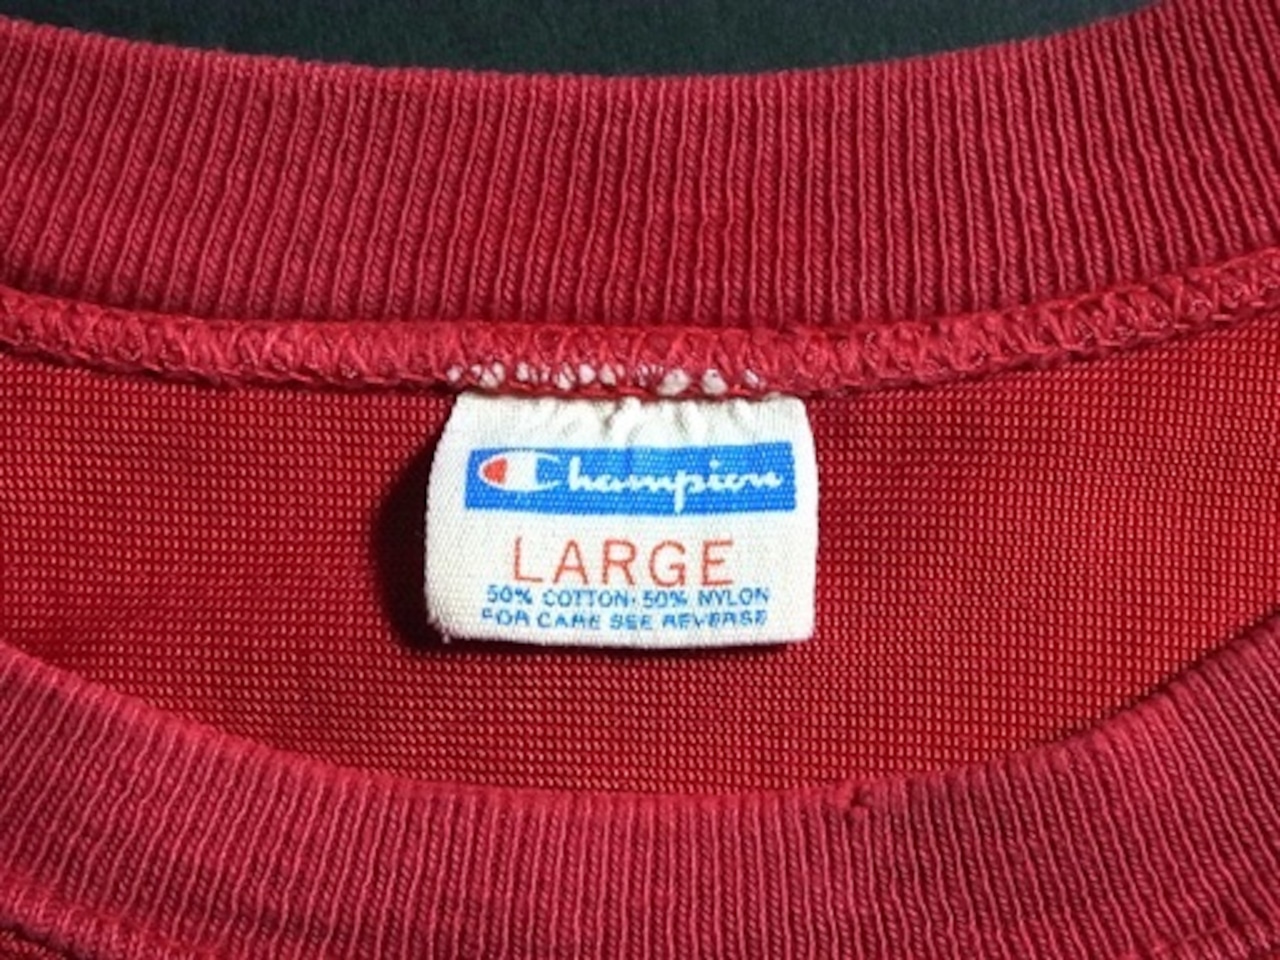 Champion
LARGE
50% COTTON · 50% NYLON
FOR CARE SEE REVERSE